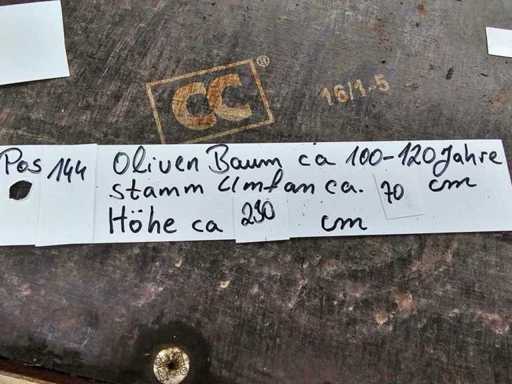 CC®
16/1-5
Pos 144 Oliven Baum ca 100-120 Jahre
stamm Umfan ca. 70 cm
Höhe ca 230 cm